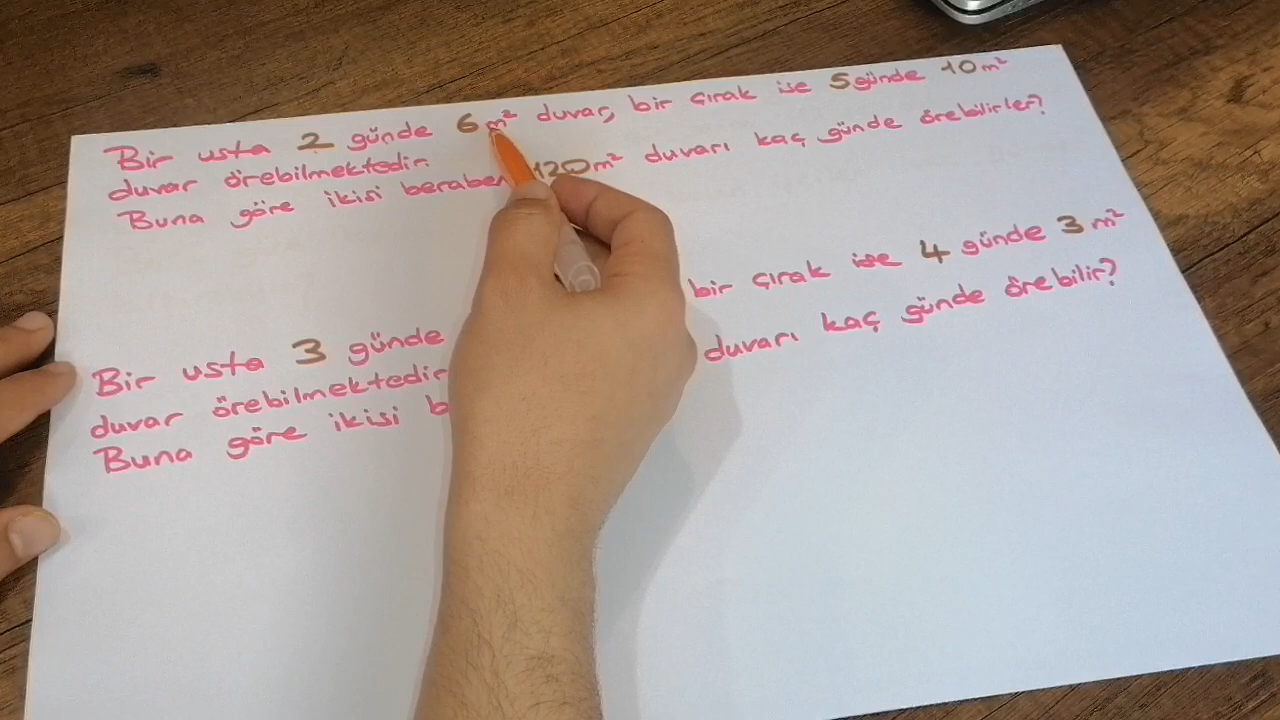 Bir usta 2 günde 6 m² duvar, bir çırak ise 5 günde 10 m²
duvar örebilmektedir.
Buna göre ikisi beraber 120 m² duvarı kaç günde örebilirler?
Bir usta 3 günde bir çırak ise 4 günde 3 m²
duvar örebilmektedir
Buna göre ikisi duvarı kaç günde örebilir?